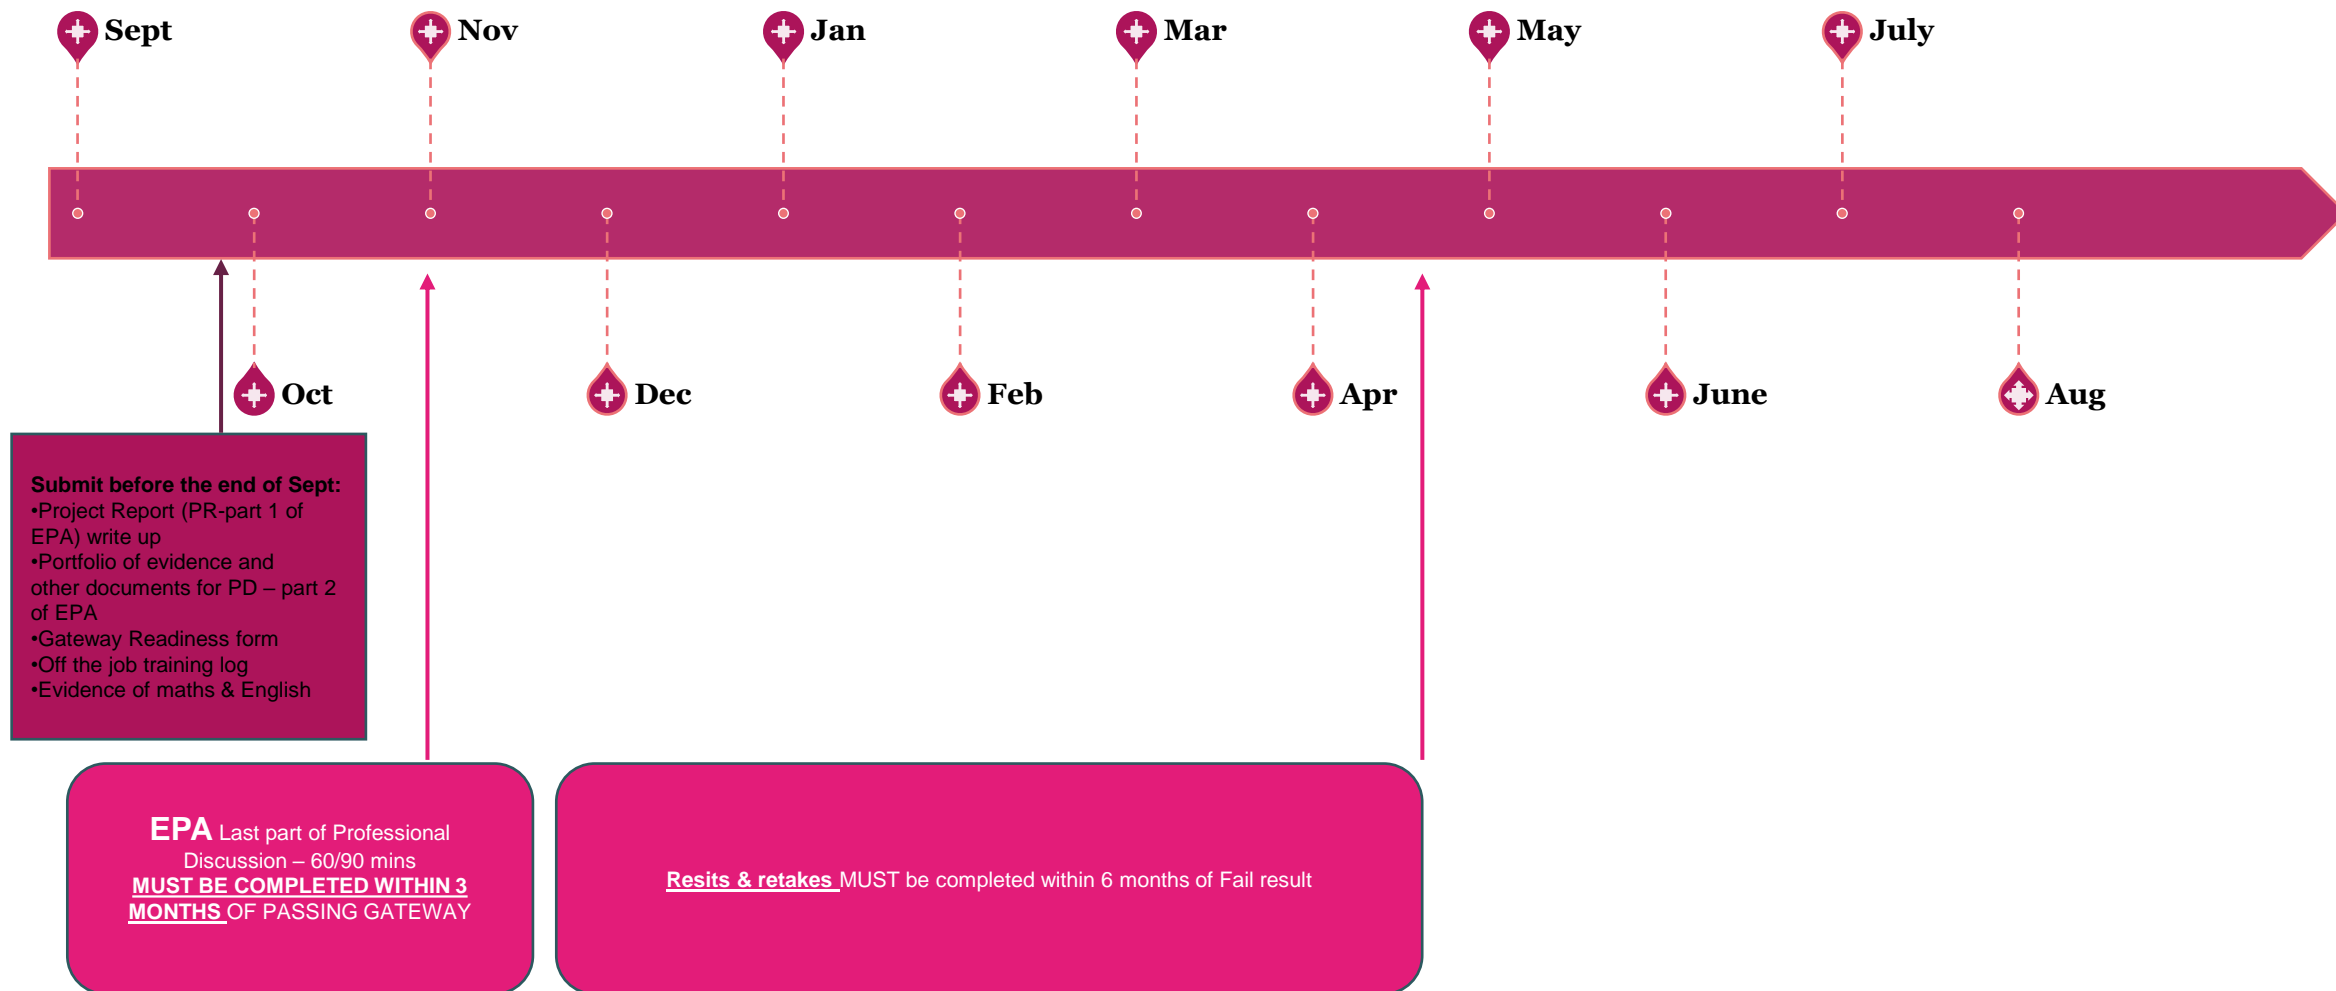 Sept
Nov
Jan
Mar
May
July
Oct
Dec
Feb
Apr
June
Aug
Submit before the end of Sept:
•Project Report (PR-part 1 of
EPA) write up
•Portfolio of evidence and
other documents for PD – part 2
of EPA
•Gateway Readiness form
•Off the job training log
•Evidence of maths & English
EPA Last part of Professional
Discussion – 60/90 mins
MUST BE COMPLETED WITHIN 3
MONTHS OF PASSING GATEWAY
Resits & retakes MUST be completed within 6 months of Fail result